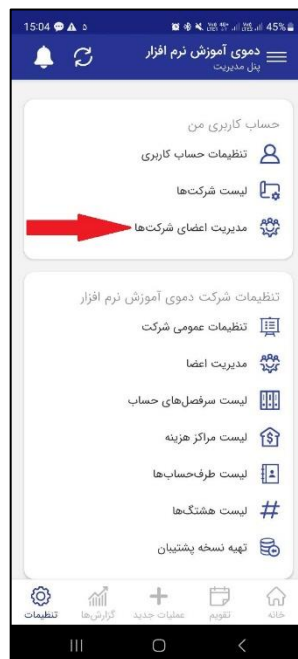 15:04
45%
دموی آموزش نرم افزار
پنل مدیریت
حساب کاربری من
تنظیمات حساب کاربری
لیست شرکت‌ها
مدیریت اعضای شرکت‌ها
تنظیمات شرکت دموی آموزش نرم افزار
تنظیمات عمومی شرکت
مدیریت اعضا
لیست سرفصل‌های حساب
لیست مراکز هزینه
لیست طرف‌حساب‌ها
لیست هشتگ‌ها
تهیه نسخه پشتیبان
خانه
تقویم
عملیات جدید
گزارش‌ها
تنظیمات